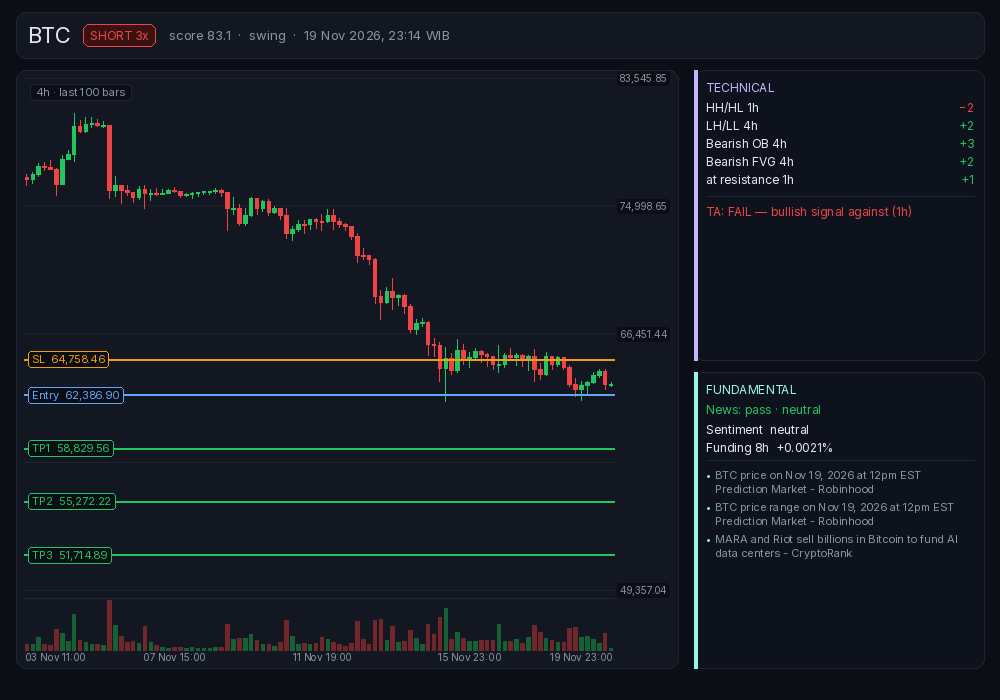 BTC SHORT 3x score 83.1 · swing · 19 Nov 2026, 23:14 WIB
4h · last 100 bars
83,545.85
74,998.65
66,451.44
SL 64,758.46
Entry 62,386.90
TP1 58,829.56
TP2 55,272.22
TP3 51,714.89
49,357.04
03 Nov 11:00 07 Nov 15:00 11 Nov 19:00 15 Nov 23:00 19 Nov 23:00
TECHNICAL
HH/HL 1h −2
LH/LL 4h +2
Bearish OB 4h +3
Bearish FVG 4h +2
at resistance 1h +1
TA: FAIL — bullish signal against (1h)
FUNDAMENTAL
News: pass · neutral
Sentiment neutral
Funding 8h +0.0021%
• BTC price on Nov 19, 2026 at 12pm EST
Prediction Market - Robinhood
• BTC price range on Nov 19, 2026 at 12pm EST
Prediction Market - Robinhood
• MARA and Riot sell billions in Bitcoin to fund AI
data centers - CryptoRank